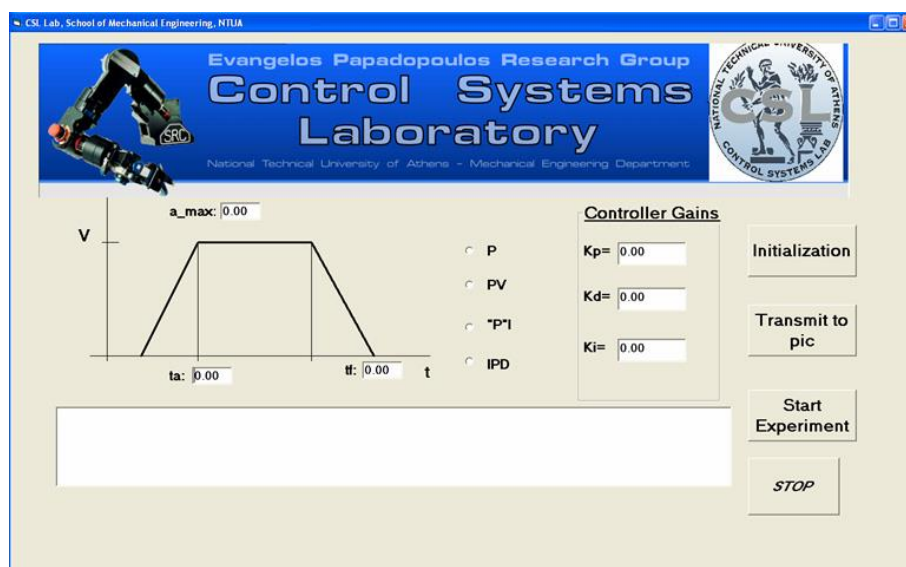 CSL Lab, School of Mechanical Engineering, NTUA
Evangelos Papadopoulos Research Group
Control Systems
Laboratory
National Technical University of Athens - Mechanical Engineering Department
SRC
NATIONAL TECHNICAL UNIVERSITY OF ATHENS
CSL
CONTROL SYSTEMS LAB
a_max: 0.00
V
ta: 0.00
tf: 0.00
t
P
PV
"P"I
IPD
Controller Gains
Kp= 0.00
Kd= 0.00
Ki= 0.00
Initialization
Transmit to
pic
Start
Experiment
STOP